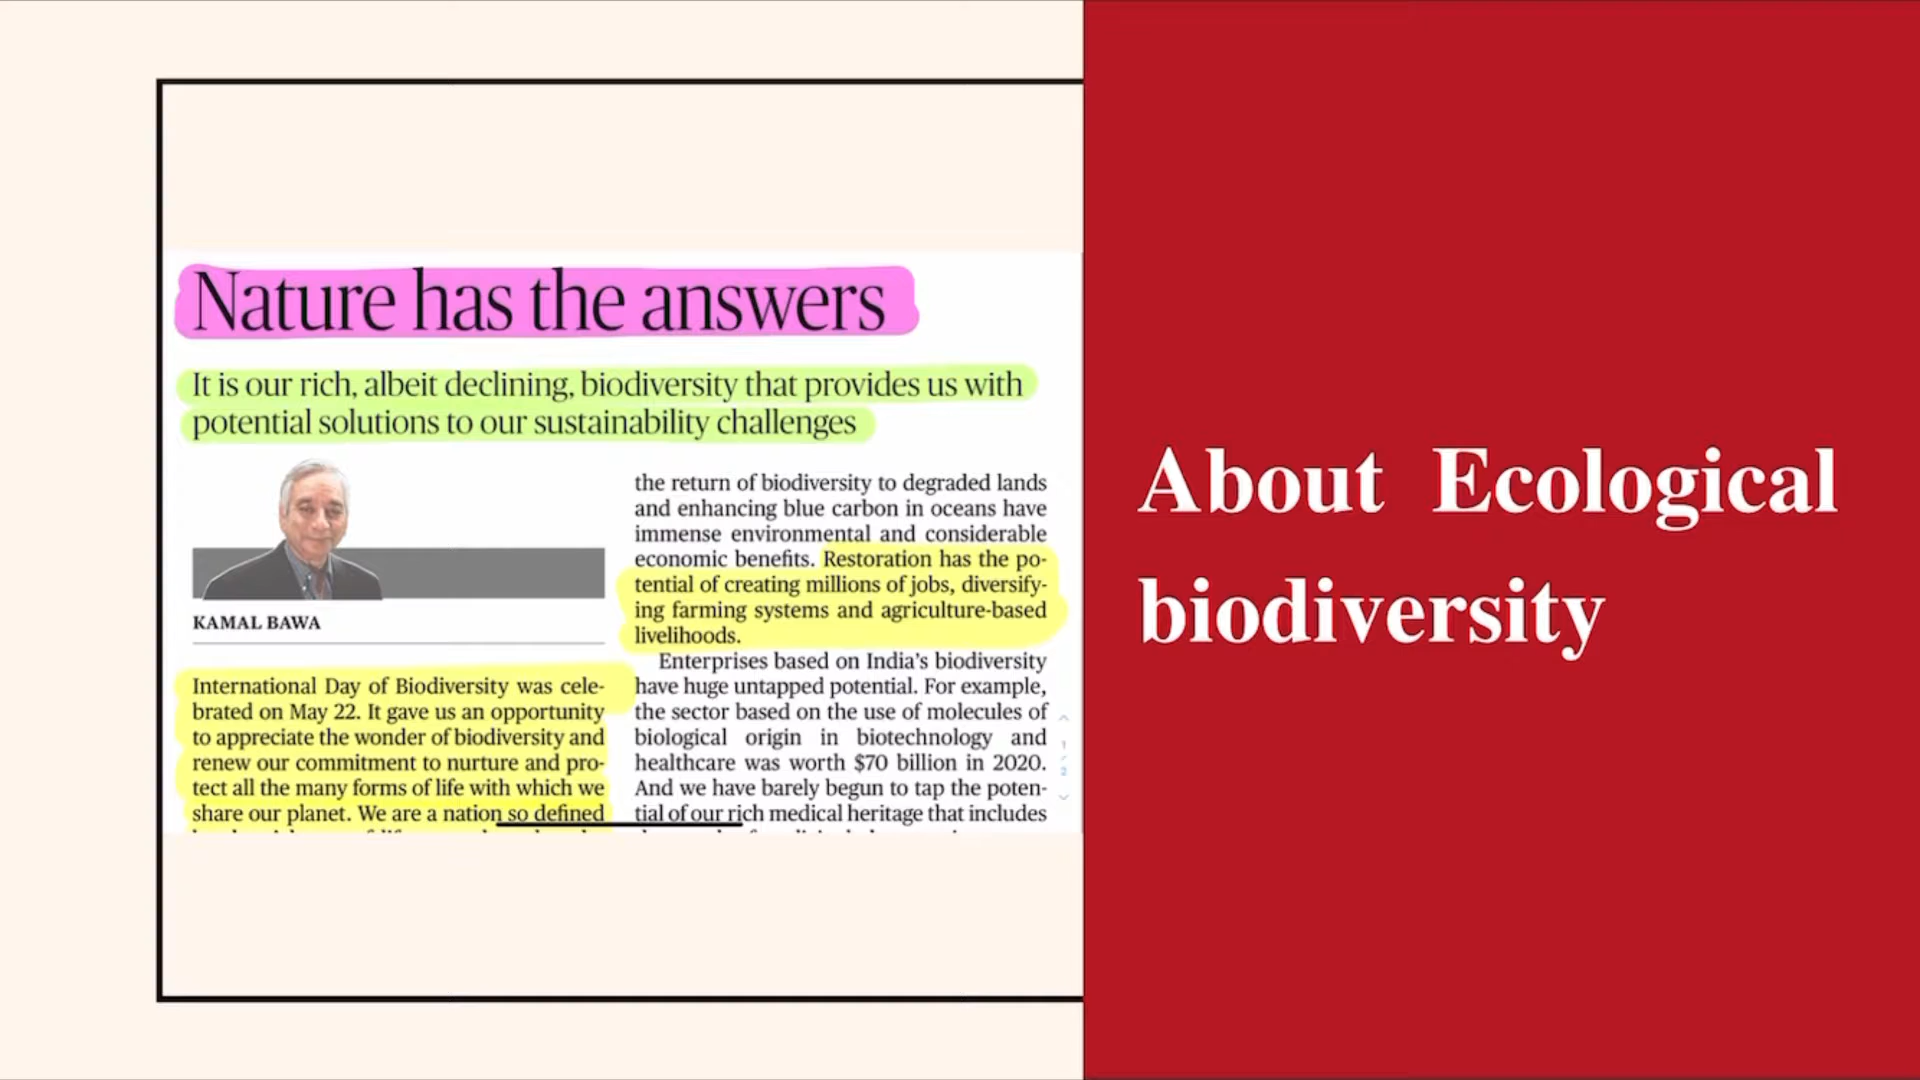 Nature has the answers
It is our rich, albeit declining, biodiversity that provides us with
potential solutions to our sustainability challenges
KAMAL BAWA
International Day of Biodiversity was cele-
brated on May 22. It gave us an opportunity
to appreciate the wonder of biodiversity and
renew our commitment to nurture and pro-
tect all the many forms of life with which we
share our planet. We are a nation so defined
the return of biodiversity to degraded lands
and enhancing blue carbon in oceans have
immense environmental and considerable
economic benefits. Restoration has the po-
tential of creating millions of jobs, diversify-
ing farming systems and agriculture-based
livelihoods.
Enterprises based on India's biodiversity
have huge untapped potential. For example,
the sector based on the use of molecules of
biological origin in biotechnology and
healthcare was worth $70 billion in 2020.
And we have barely begun to tap the poten-
tial of our rich medical heritage that includes
1
2
About Ecological
biodiversity